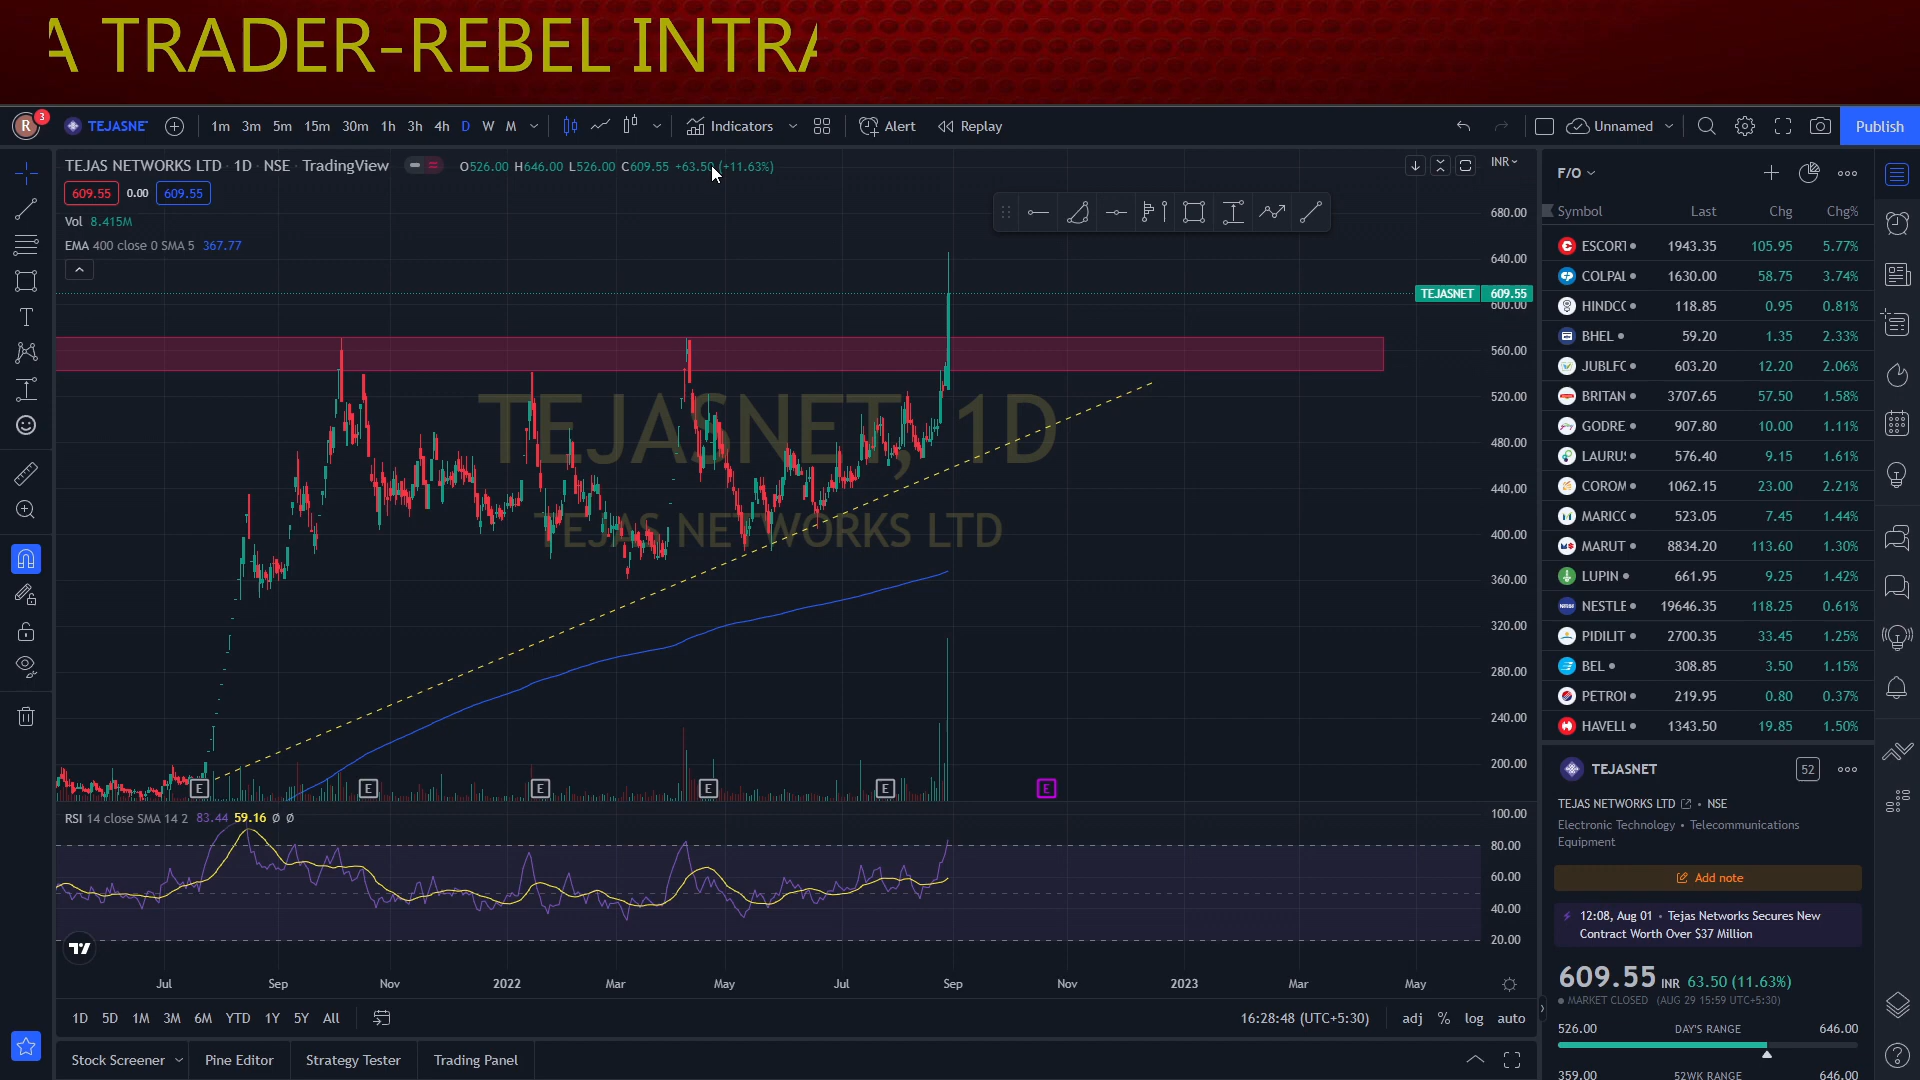 A TRADER-REBEL INTRA
R 3 TEJASNE 1m 3m 5m 15m 30m 1h 3h 4h D W M Indicators Alert Replay Unnamed Publish
TEJAS NETWORKS LTD · 1D · NSE · TradingView O526.00 H646.00 L526.00 C609.55 +63.50 (+11.63%) INR
609.55 0.00 609.55
Vol 8.415M
EMA 400 close 0 SMA 5 367.77
680.00
640.00
TEJASNET 609.55
600.00
560.00
520.00
480.00
440.00
400.00
360.00
320.00
280.00
240.00
200.00
TEJASNET, 1D
TEJAS NETWORKS LTD
E E E E E E
RSI 14 close SMA 14 2 83.44 59.16 Ø Ø
100.00
80.00
60.00
40.00
20.00
Jul Sep Nov 2022 Mar May Jul Sep Nov 2023 Mar May
1D 5D 1M 3M 6M YTD 1Y 5Y All 16:28:48 (UTC+5:30) adj % log auto
Stock Screener Pine Editor Strategy Tester Trading Panel
F/O
Symbol Last Chg Chg%
ESCORT 1943.35 105.95 5.77%
COLPAL 1630.00 58.75 3.74%
HINDCC 118.85 0.95 0.81%
BHEL 59.20 1.35 2.33%
JUBLFC 603.20 12.20 2.06%
BRITAN 3707.65 57.50 1.58%
GODRE 907.80 10.00 1.11%
LAURUS 576.40 9.15 1.61%
COROM 1062.15 23.00 2.21%
MARICC 523.05 7.45 1.44%
MARUT 8834.20 113.60 1.30%
LUPIN 661.95 9.25 1.42%
NESTLE 19646.35 118.25 0.61%
PIDILIT 2700.35 33.45 1.25%
BEL 308.85 3.50 1.15%
PETRON 219.95 0.80 0.37%
HAVELL 1343.50 19.85 1.50%
TEJASNET 52
TEJAS NETWORKS LTD • NSE
Electronic Technology • Telecommunications
Equipment
Add note
12:08, Aug 01 • Tejas Networks Secures New
Contract Worth Over $37 Million
609.55 INR 63.50 (11.63%)
MARKET CLOSED (AUG 29 15:59 UTC+5:30)
526.00 DAY'S RANGE 646.00
359.00 52WK RANGE 646.00